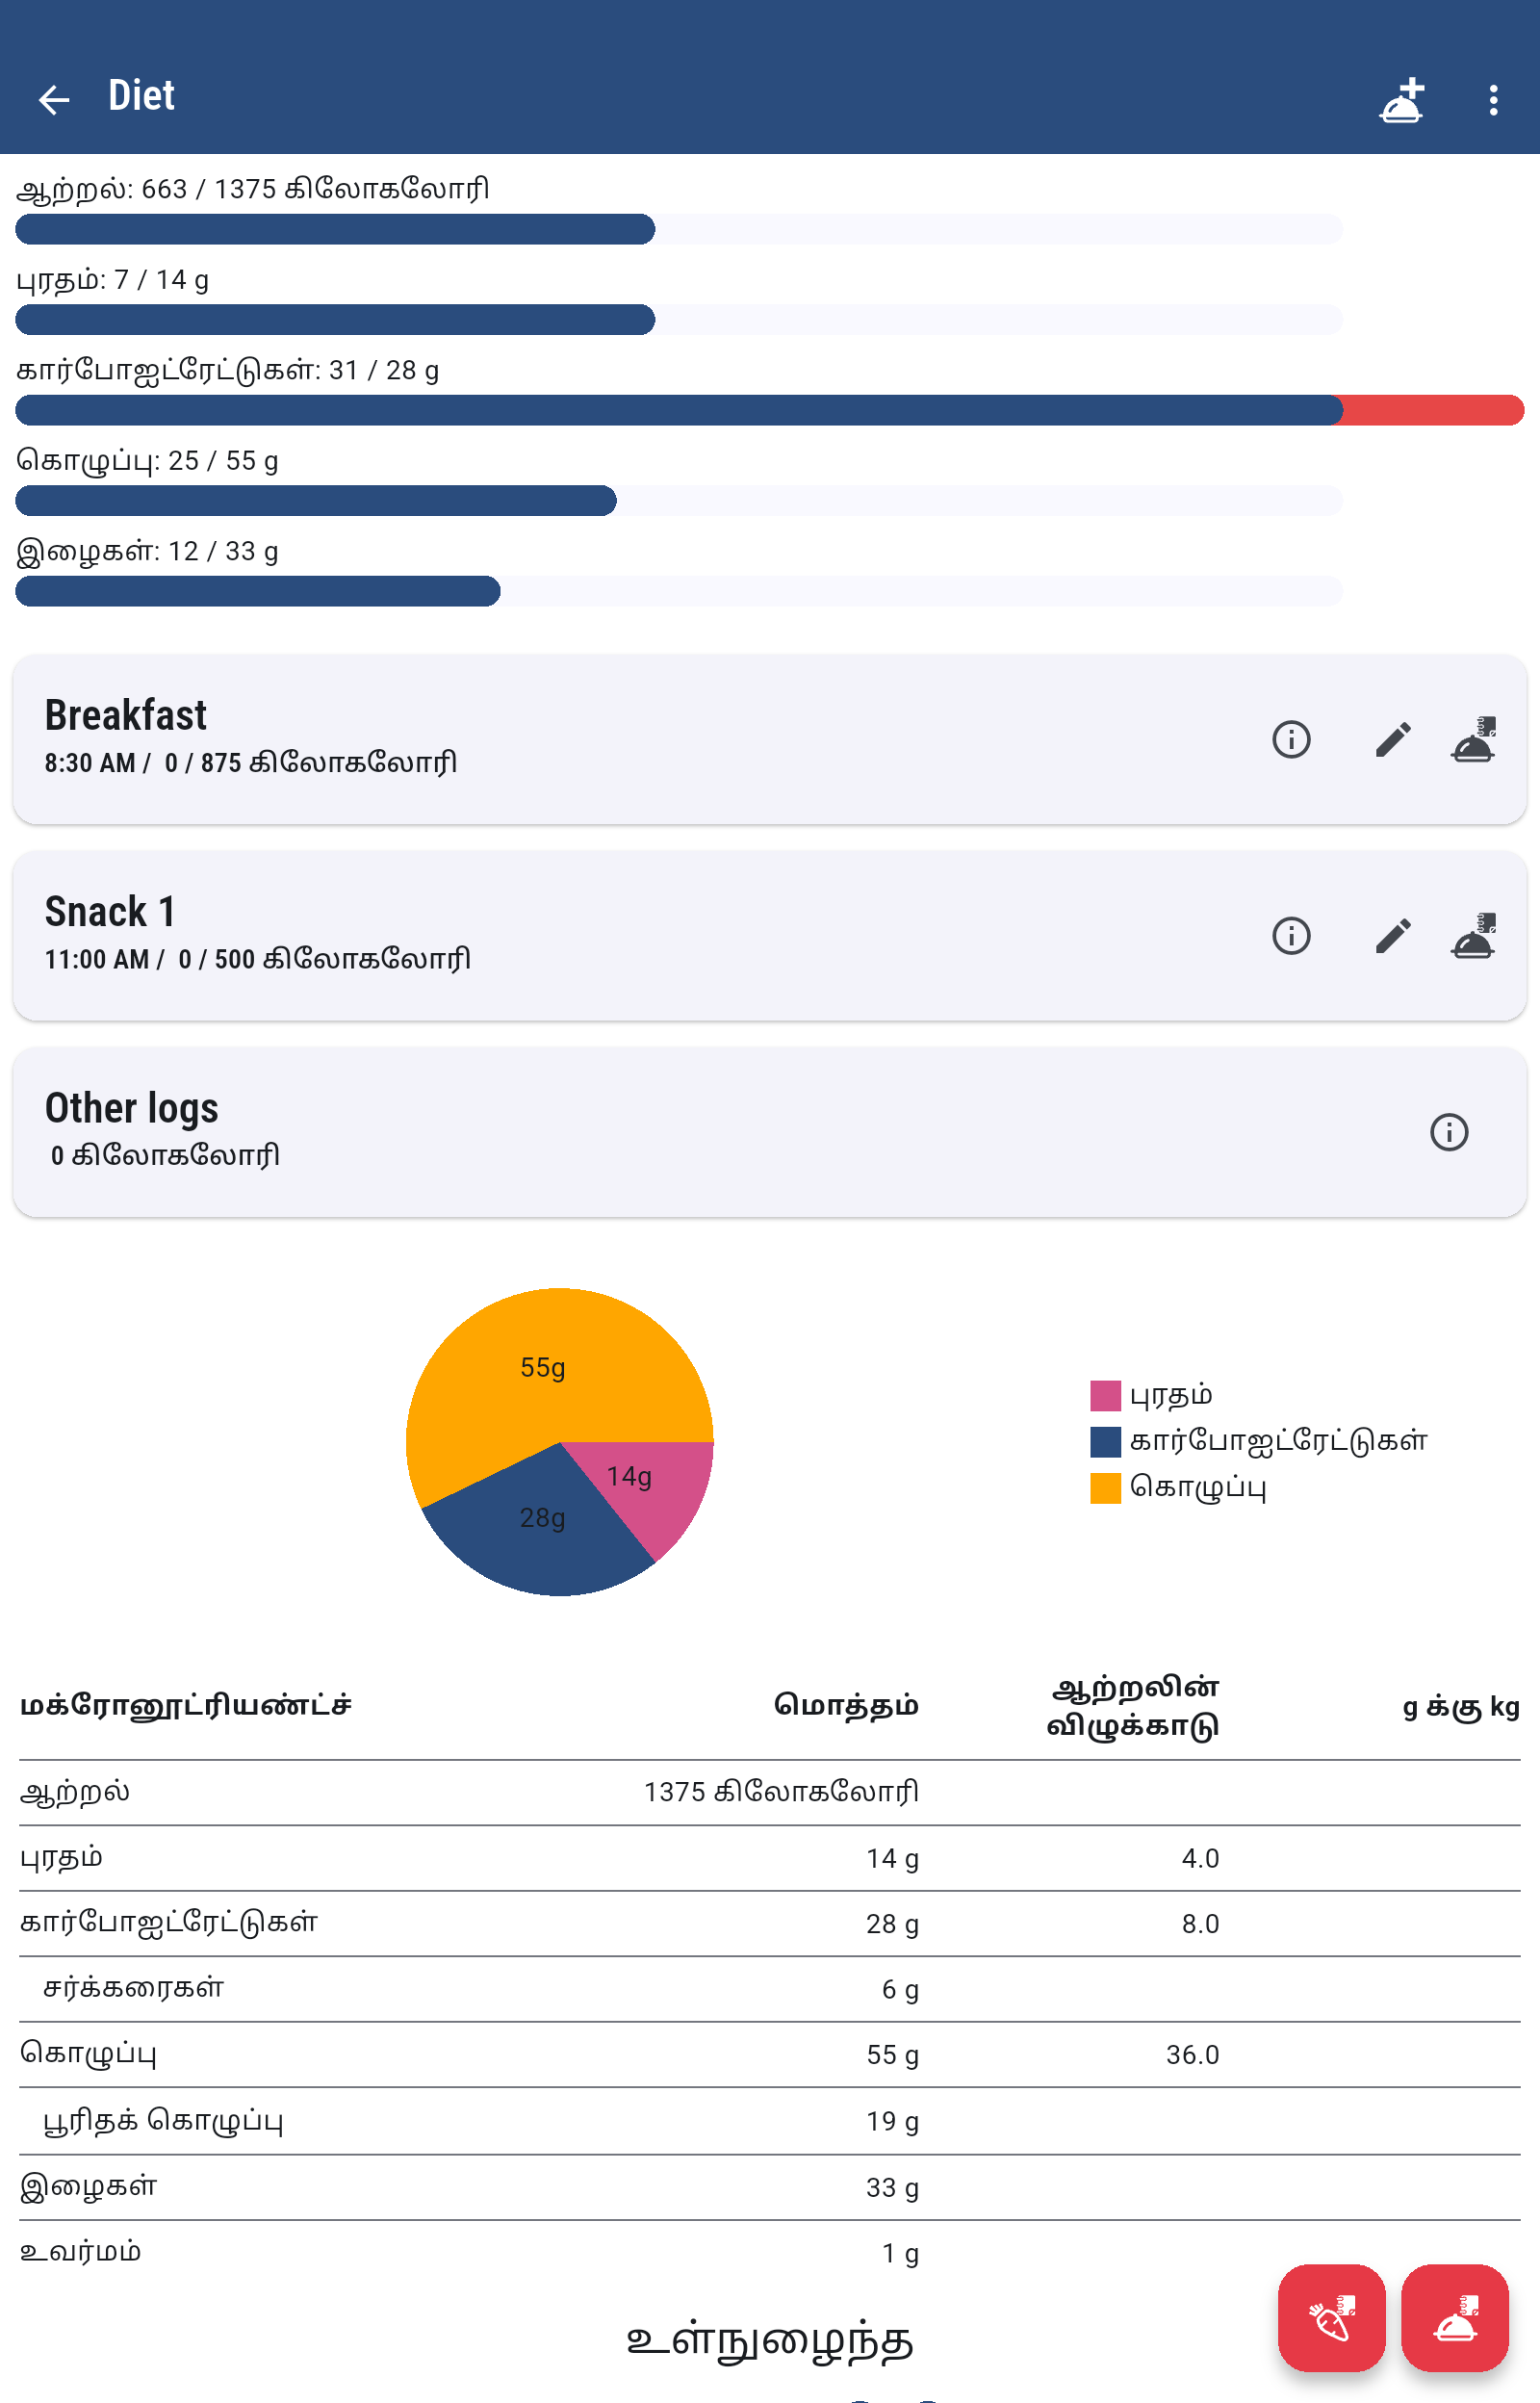 Diet
ஆற்றல்: 663 / 1375 கிலோகலோரி
புரதம்: 7 / 14 g
கார்போஐட்ரேட்டுகள்: 31 / 28 g
கொழுப்பு: 25 / 55 g
இழைகள்: 12 / 33 g
Breakfast
8:30 AM / 0 / 875 கிலோகலோரி
Snack 1
11:00 AM / 0 / 500 கிலோகலோரி
Other logs
0 கிலோகலோரி
55g
14g
28g
புரதம்
கார்போஐட்ரேட்டுகள்
கொழுப்பு
மக்ரோனூட்ரியண்ட்ச் மொத்தம் ஆற்றலின் விழுக்காடு g க்கு kg
ஆற்றல் 1375 கிலோகலோரி
புரதம் 14 g 4.0
கார்போஐட்ரேட்டுகள் 28 g 8.0
சர்க்கரைகள் 6 g
கொழுப்பு 55 g 36.0
பூரிதக் கொழுப்பு 19 g
இழைகள் 33 g
உவர்மம் 1 g
உள்நுழைந்த